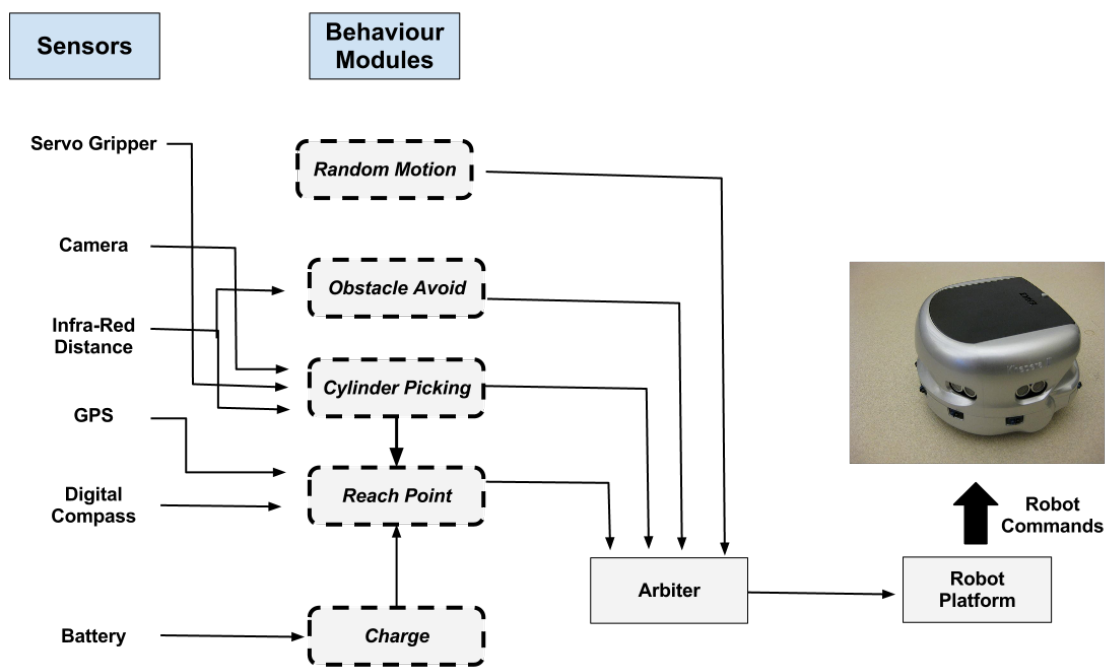 Sensors
Behaviour
Modules
Servo Gripper
Random Motion
Camera
Obstacle Avoid
Infra-Red
Distance
Cylinder Picking
GPS
Reach Point
Digital
Compass
Robot
Commands
Arbiter
Robot
Platform
Battery
Charge